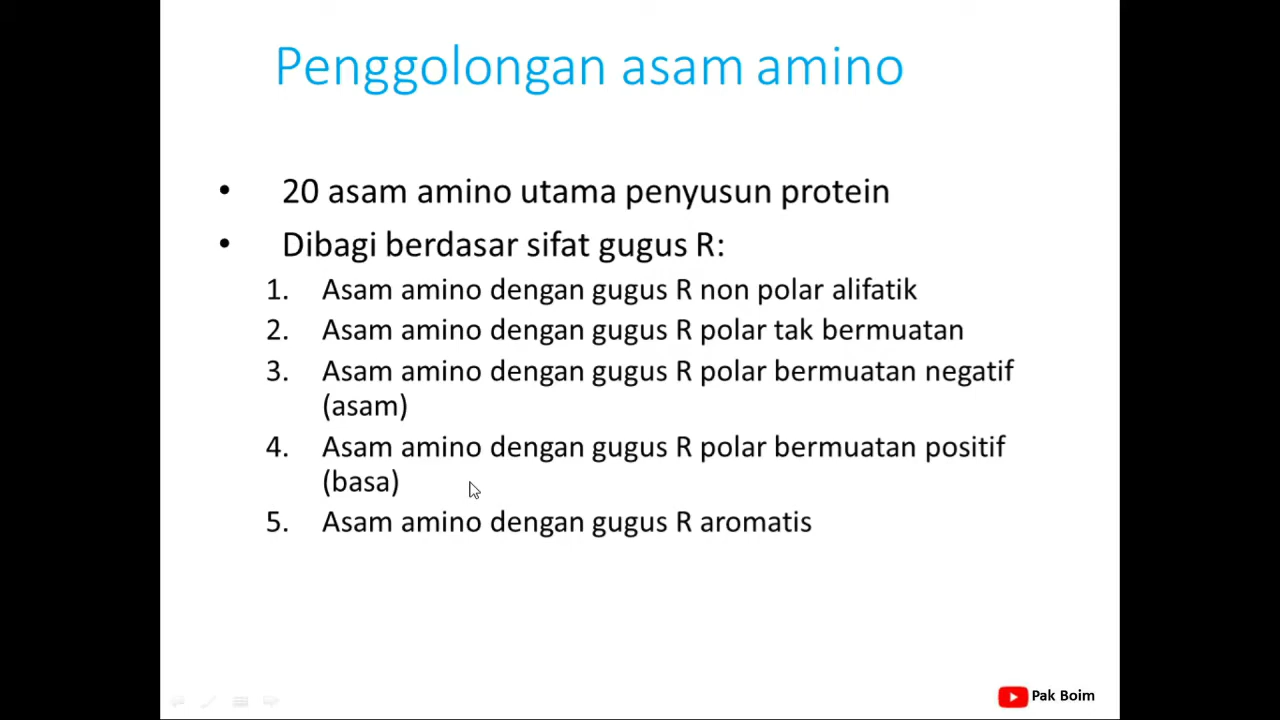 Penggolongan asam amino
• 20 asam amino utama penyusun protein
• Dibagi berdasar sifat gugus R:
1. Asam amino dengan gugus R non polar alifatik
2. Asam amino dengan gugus R polar tak bermuatan
3. Asam amino dengan gugus R polar bermuatan negatif
(asam)
4. Asam amino dengan gugus R polar bermuatan positif
(basa)
5. Asam amino dengan gugus R aromatis
Pak Boim